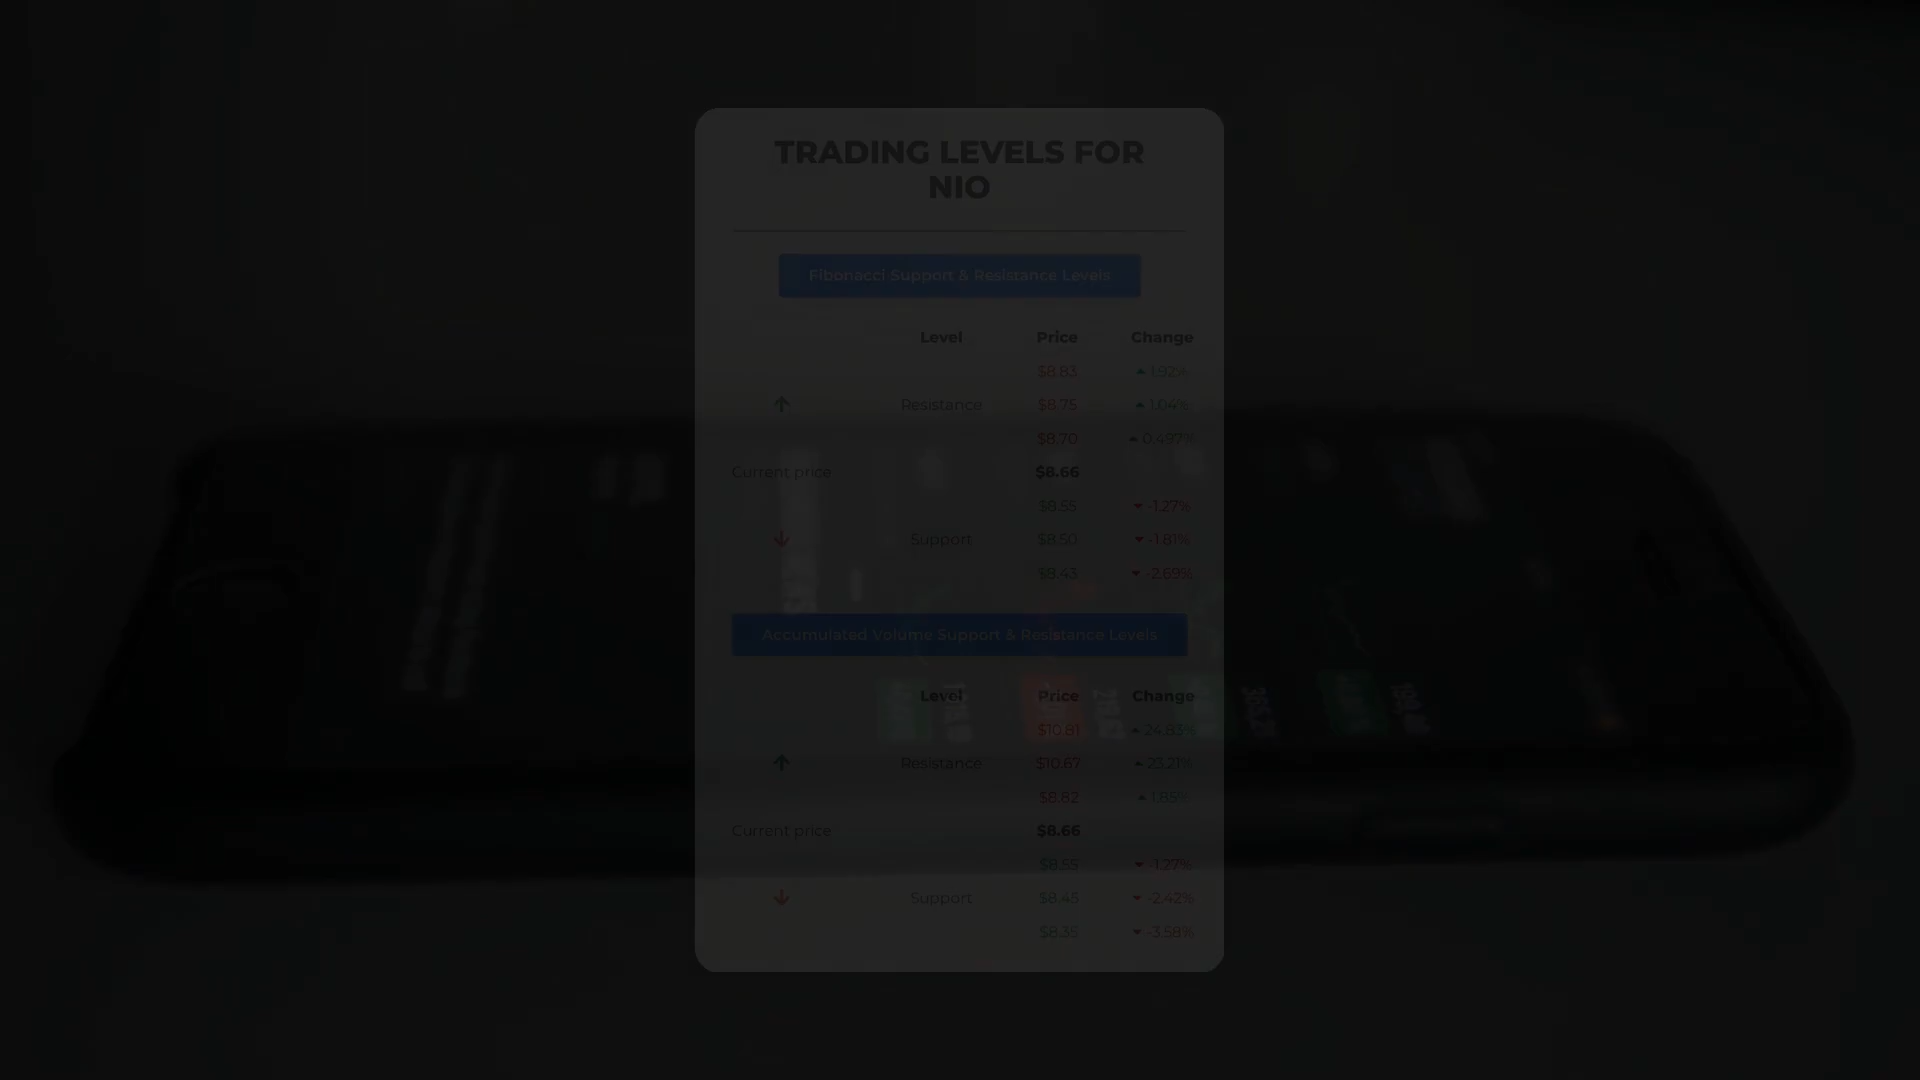 TRADING LEVELS FOR
NIO
Fibonacci Support & Resistance Levels
Level Price Change
$8.83 ▲ 1.92%
Resistance $8.75 ▲ 1.04%
$8.70 ▲ 0.497%
Current price $8.66
$8.55 ▼ -1.27%
Support $8.50 ▼ -1.81%
$8.43 ▼ -2.69%
Accumulated Volume Support & Resistance Levels
Level Price Change
$10.81 ▲ 24.83%
Resistance $10.67 ▲ 23.21%
$8.82 ▲ 1.85%
Current price $8.66
$8.55 ▼ -1.27%
Support $8.45 ▼ -2.42%
$8.35 ▼ -3.58%